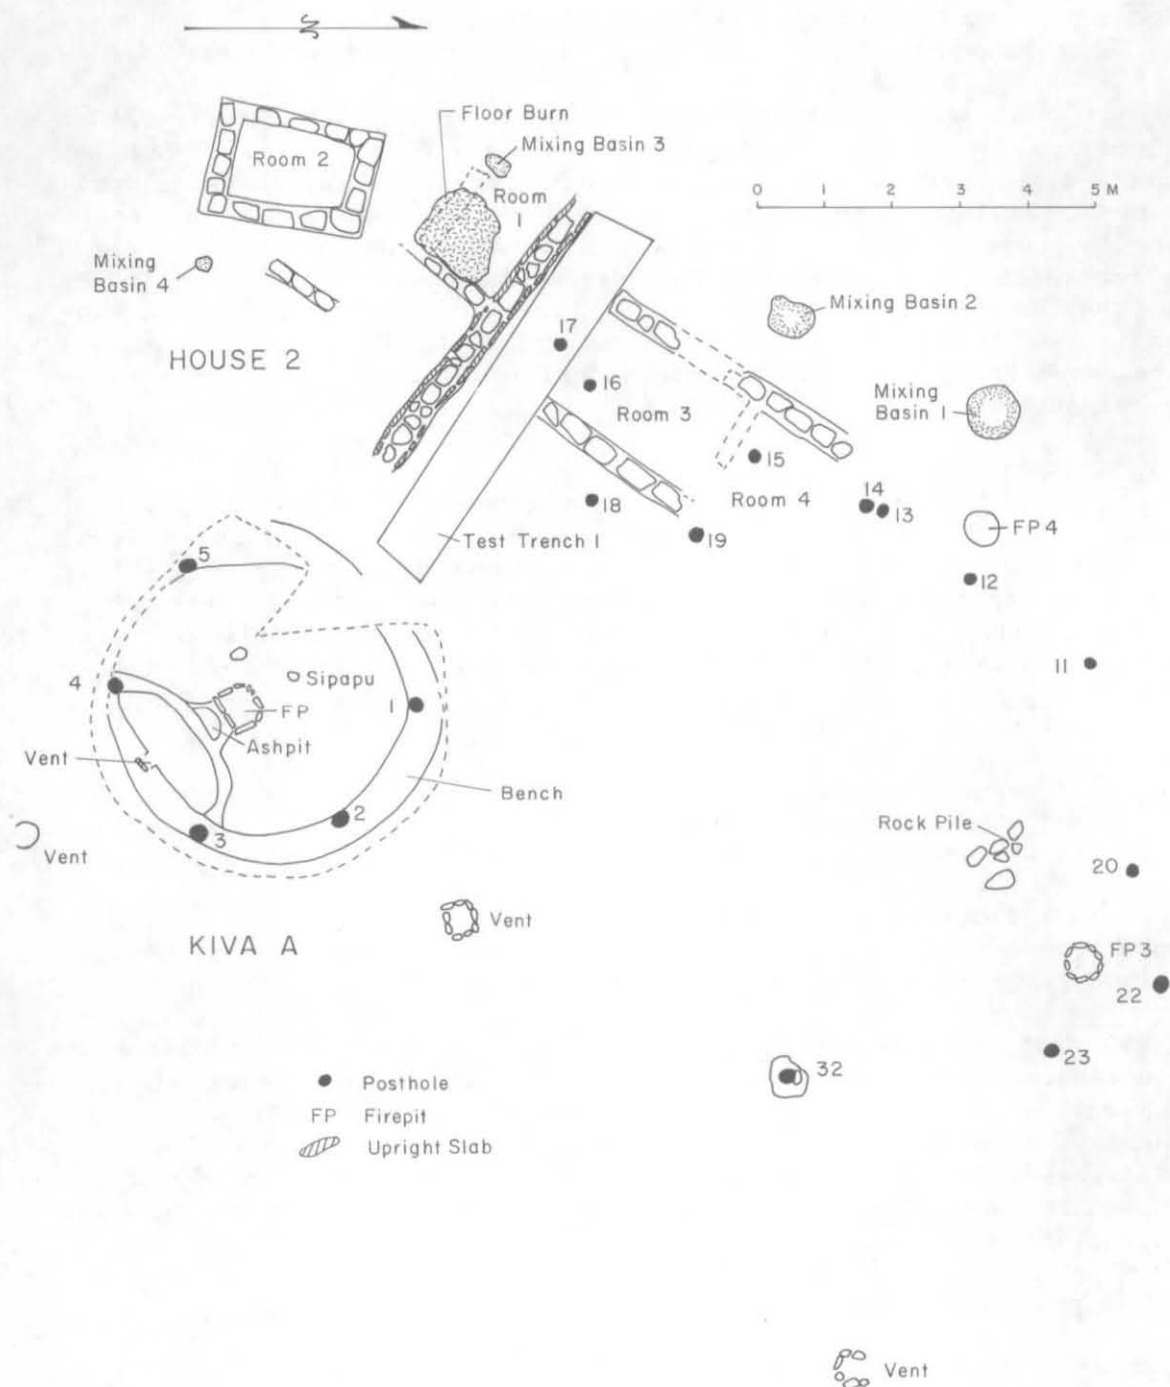 N
Floor Burn
Mixing Basin 3
Room 2
Room
1
0 1 2 3 4 5 M
Mixing
Basin 4
Mixing Basin 2
17
HOUSE 2
16
Mixing
Basin 1
Room 3
15
14
Room 4
18
13
FP 4
19
Test Trench 1
5
12
11
4
Sipapu
1
FP
Ashpit
Vent
Bench
2
Rock Pile
3
Vent
20
Vent
KIVA A
FP 3
22
23
32
Posthole
FP Firepit
Upright Slab
Vent